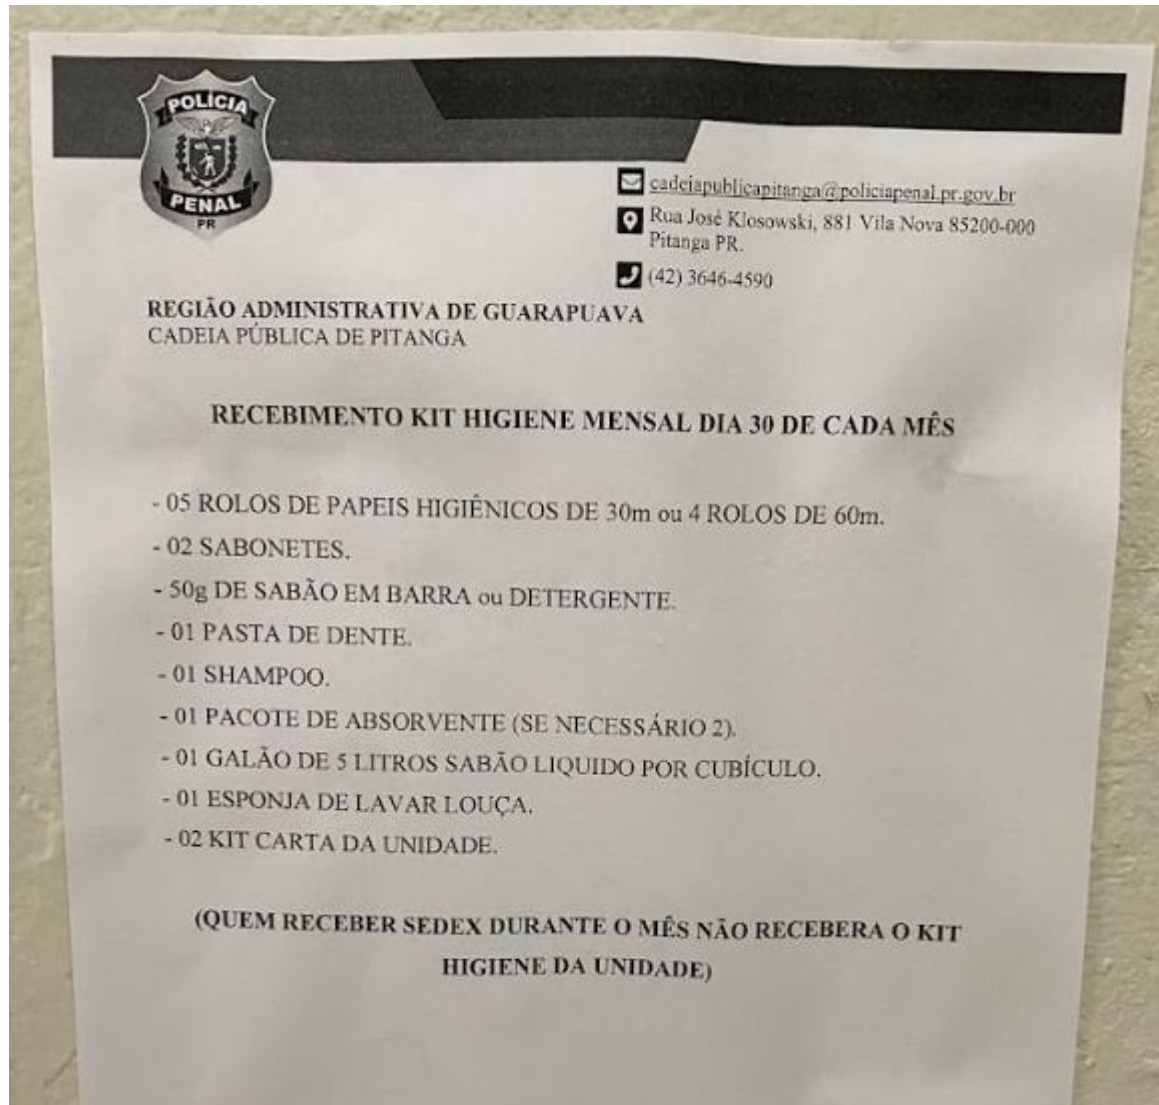 POLÍCIA
PENAL
PR
cadeiapublicapitanga@policiapenal.pr.gov.br
Rua José Klosowski, 881 Vila Nova 85200-000
Pitanga PR.
(42) 3646-4590
REGIÃO ADMINISTRATIVA DE GUARAPUAVA
CADEIA PÚBLICA DE PITANGA
RECEBIMENTO KIT HIGIENE MENSAL DIA 30 DE CADA MÊS
- 05 ROLOS DE PAPEIS HIGIÊNICOS DE 30m ou 4 ROLOS DE 60m.
- 02 SABONETES.
- 50g DE SABÃO EM BARRA ou DETERGENTE.
- 01 PASTA DE DENTE.
- 01 SHAMPOO.
- 01 PACOTE DE ABSORVENTE (SE NECESSÁRIO 2).
- 01 GALÃO DE 5 LITROS SABÃO LIQUIDO POR CUBÍCULO.
- 01 ESPONJA DE LAVAR LOUÇA.
- 02 KIT CARTA DA UNIDADE.
(QUEM RECEBER SEDEX DURANTE O MÊS NÃO RECEBERA O KIT
HIGIENE DA UNIDADE)